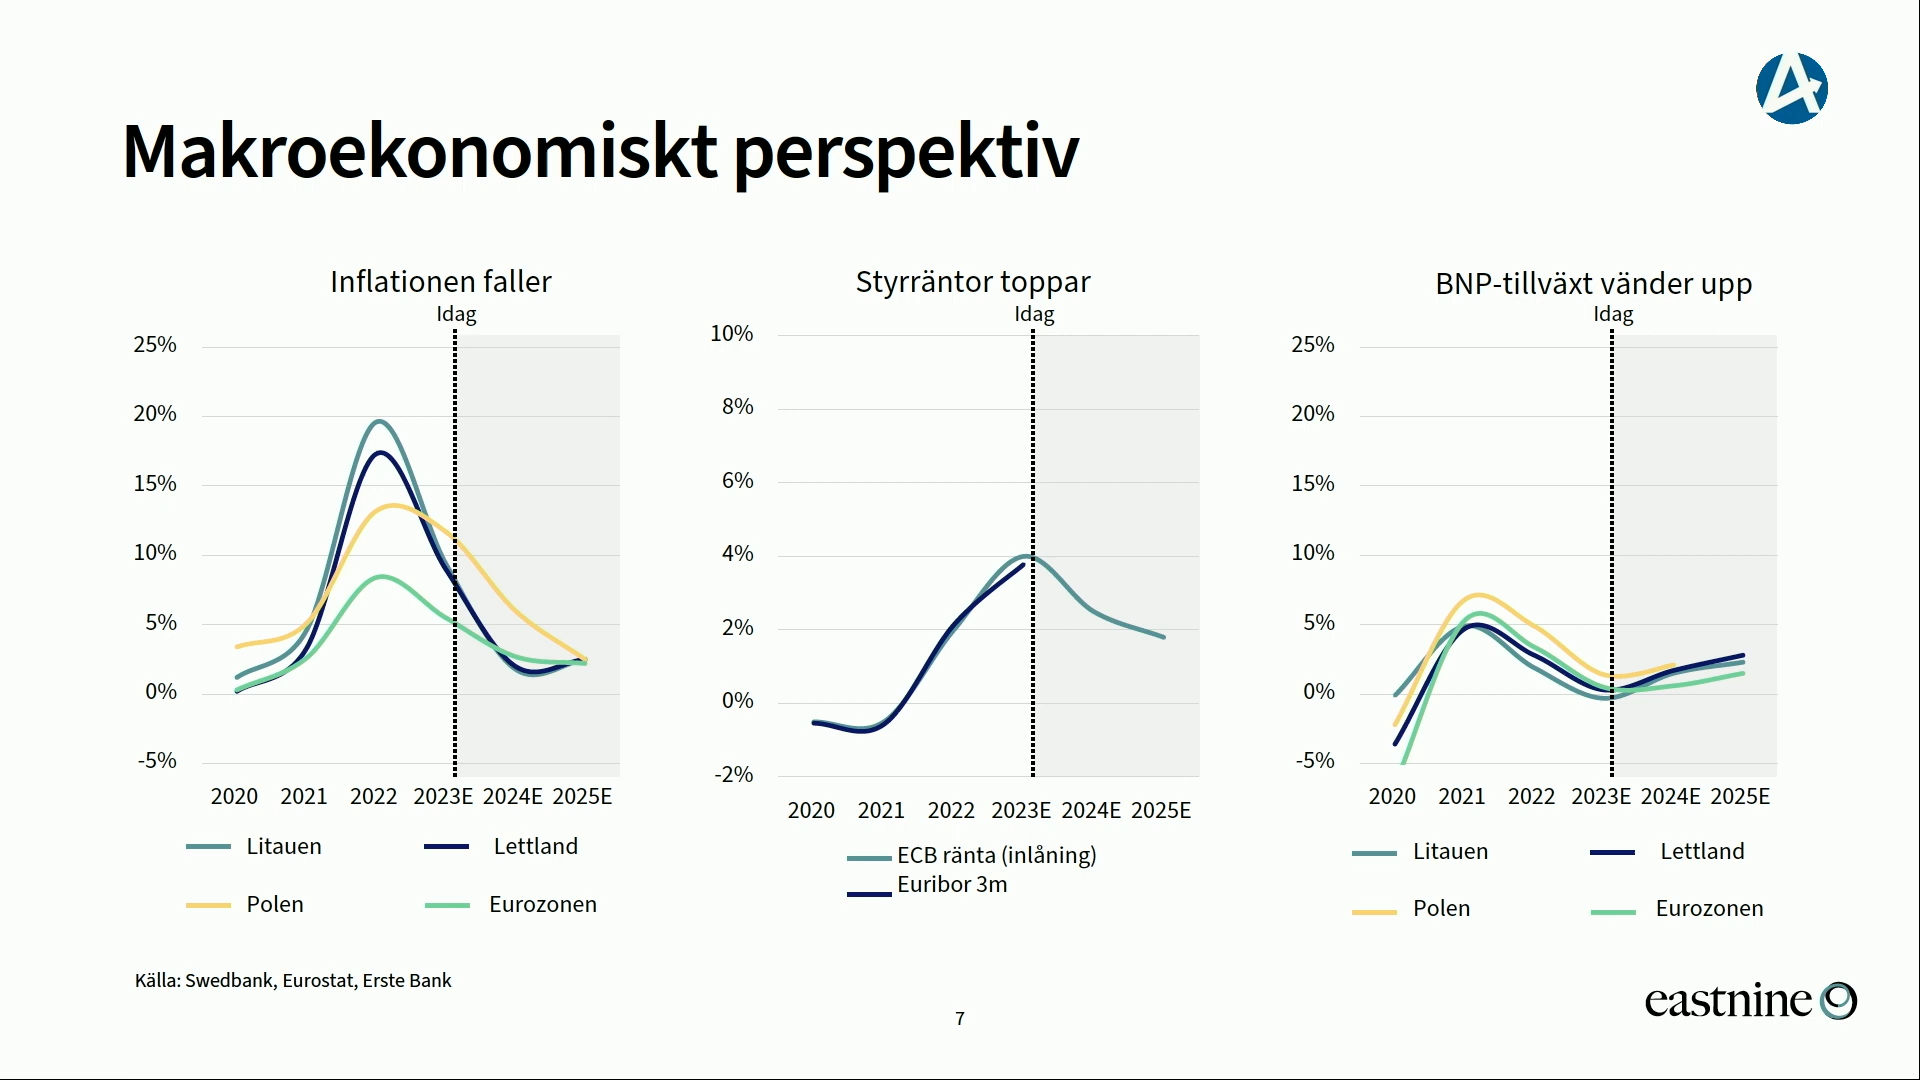 Makroekonomiskt perspektiv
Inflationen faller
Idag
25%
20%
15%
10%
5%
0%
-5%
2020 2021 2022 2023E 2024E 2025E
Litauen Lettland
Polen Eurozonen
Styrräntor toppar
Idag
10%
8%
6%
4%
2%
0%
-2%
2020 2021 2022 2023E 2024E 2025E
ECB ränta (inlåning)
Euribor 3m
BNP-tillväxt vänder upp
Idag
25%
20%
15%
10%
5%
0%
-5%
2020 2021 2022 2023E 2024E 2025E
Litauen Lettland
Polen Eurozonen
Källa: Swedbank, Eurostat, Erste Bank
7
eastnine